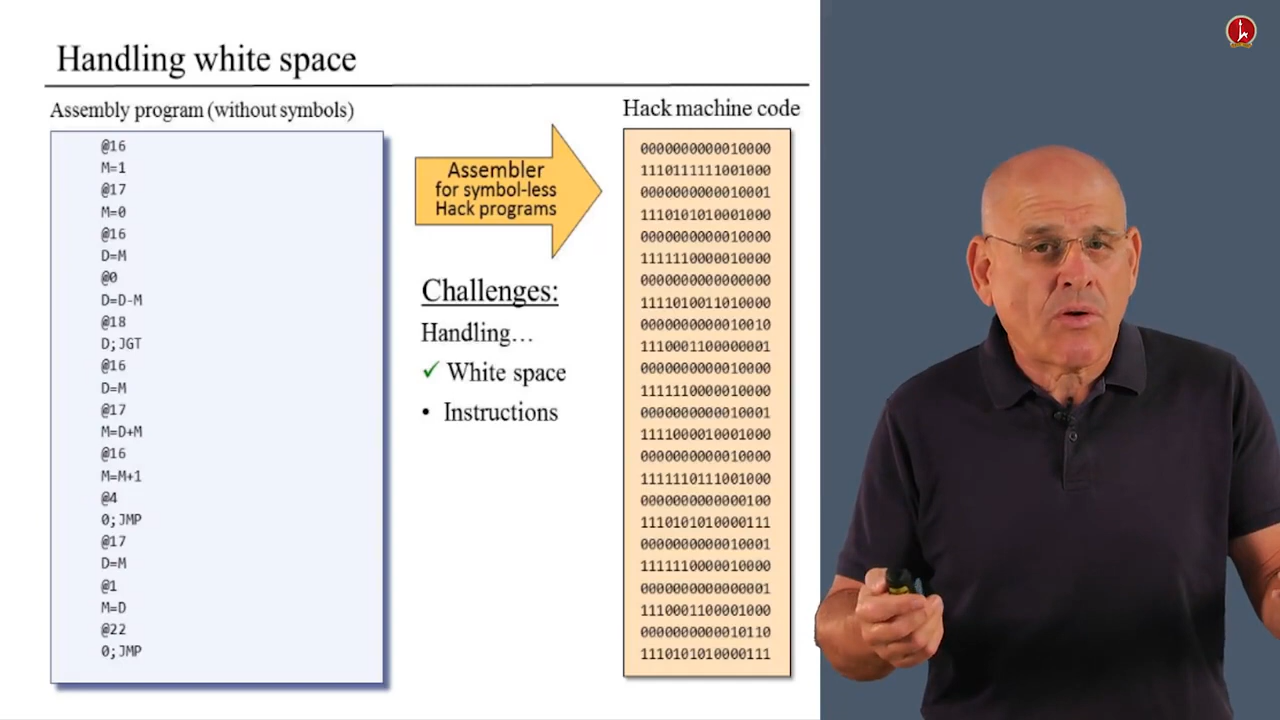 Handling white space
Assembly program (without symbols)
@16
M=1
@17
M=0
@16
D=M
@0
D=D-M
@18
D;JGT
@16
D=M
@17
M=D+M
@16
M=M+1
@4
0;JMP
@17
D=M
@1
M=D
@22
0;JMP
Assembler
for symbol-less
Hack programs
Challenges:
Handling…
✓ White space
• Instructions
Hack machine code
0000000000010000
1110111111001000
0000000000010001
1110101010001000
0000000000010000
1111110000010000
0000000000000000
1111010011010000
0000000000010010
1110001100000001
0000000000010000
1111110000010000
0000000000010001
1111000010001000
0000000000010000
1111110111001000
0000000000000100
1110101010000111
0000000000010001
1111110000010000
0000000000000001
1110001100001000
0000000000010110
1110101010000111